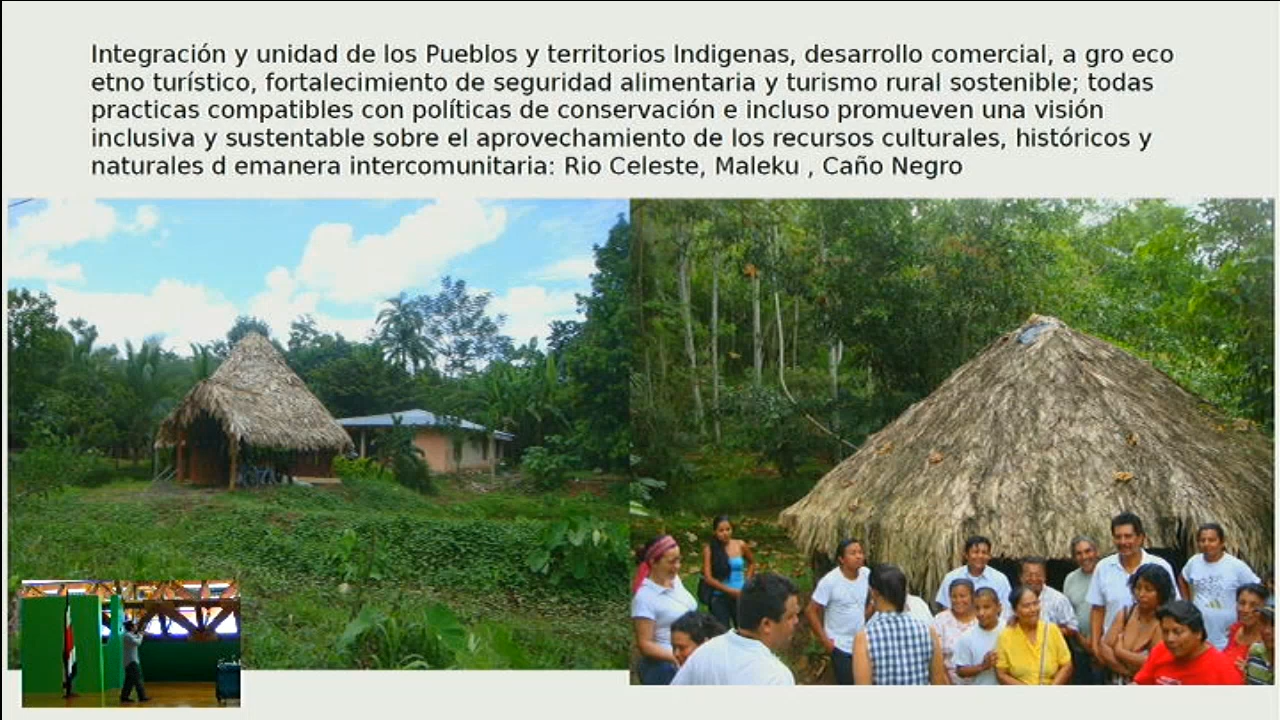 Integración y unidad de los Pueblos y territorios Indigenas, desarrollo comercial, a gro eco
etno turístico, fortalecimiento de seguridad alimentaria y turismo rural sostenible; todas
practicas compatibles con políticas de conservación e incluso promueven una visión
inclusiva y sustentable sobre el aprovechamiento de los recursos culturales, históricos y
naturales d emanera intercomunitaria: Rio Celeste, Maleku , Caño Negro